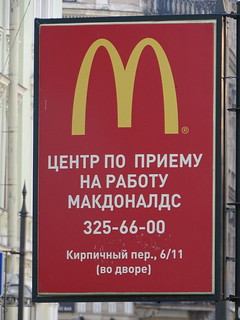 ЦЕНТР ПО ПРИЕМУ
НА РАБОТУ
МАКДОНАЛДС
325-66-00
Кирпичный пер., 6/11
(во дворе)